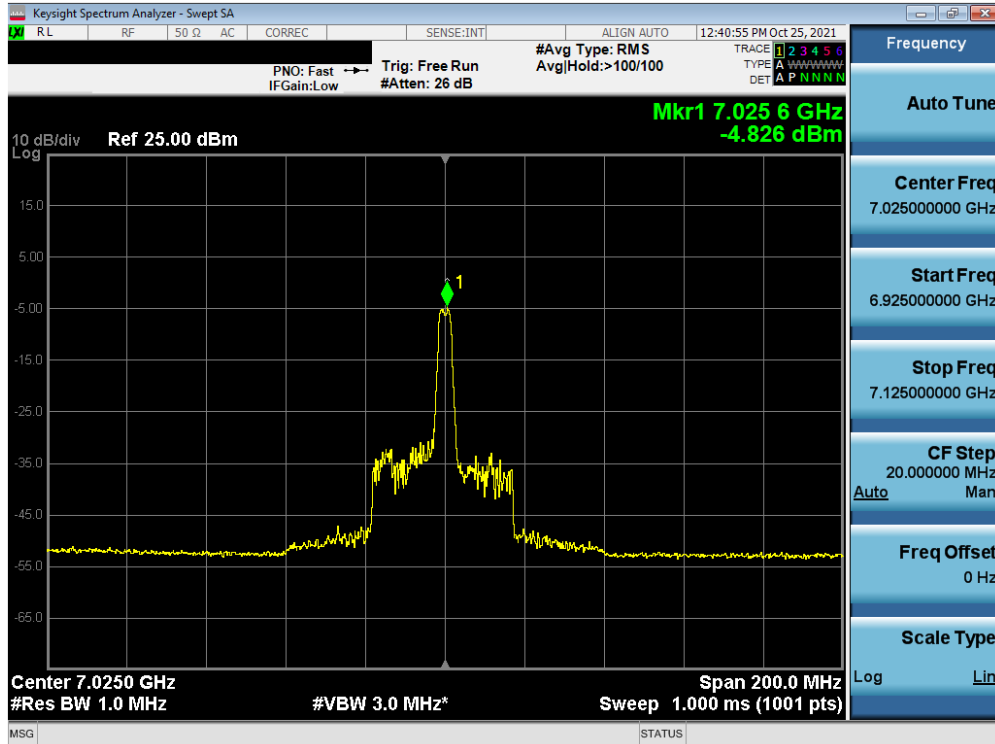 Keysight Spectrum Analyzer - Swept SA
LXI RL RF 50 Ω AC CORREC SENSE:INT ALIGN AUTO 12:40:55 PM Oct 25, 2021
PNO: Fast Trig: Free Run #Avg Type: RMS TRACE 1 2 3 4 5 6
IFGain:Low #Atten: 26 dB Avg|Hold:>100/100 TYPE A WWWWW
DET A P N N N N
Mkr1 7.025 6 GHz
-4.826 dBm
10 dB/div Ref 25.00 dBm
Log
15.0
5.00
-5.00
-15.0
-25.0
-35.0
-45.0
-55.0
-65.0
1
Center 7.0250 GHz Span 200.0 MHz
#Res BW 1.0 MHz #VBW 3.0 MHz* Sweep 1.000 ms (1001 pts)
MSG STATUS
Frequency
Auto Tune
Center Freq
7.025000000 GHz
Start Freq
6.925000000 GHz
Stop Freq
7.125000000 GHz
CF Step
20.000000 MHz
Auto Man
Freq Offset
0 Hz
Scale Type
Log Lin